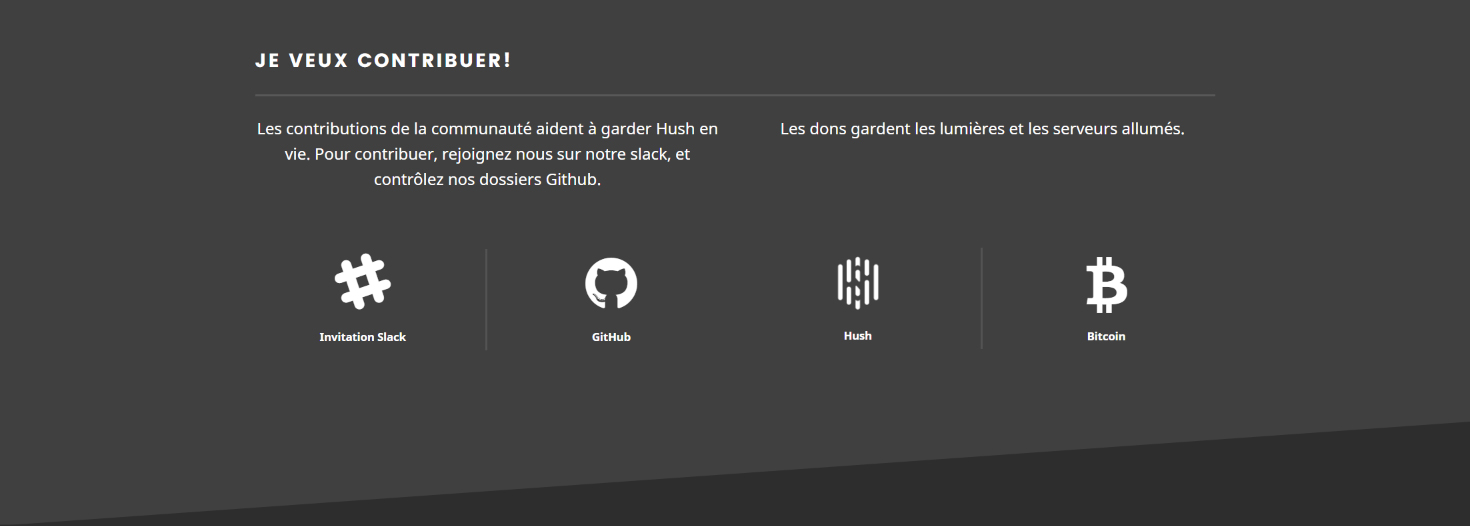 JE VEUX CONTRIBUER!
Les contributions de la communauté aident à garder Hush en
vie. Pour contribuer, rejoignez nous sur notre slack, et
contrôlez nos dossiers Github.
Les dons gardent les lumières et les serveurs allumés.
Invitation Slack
GitHub
Hush
Bitcoin